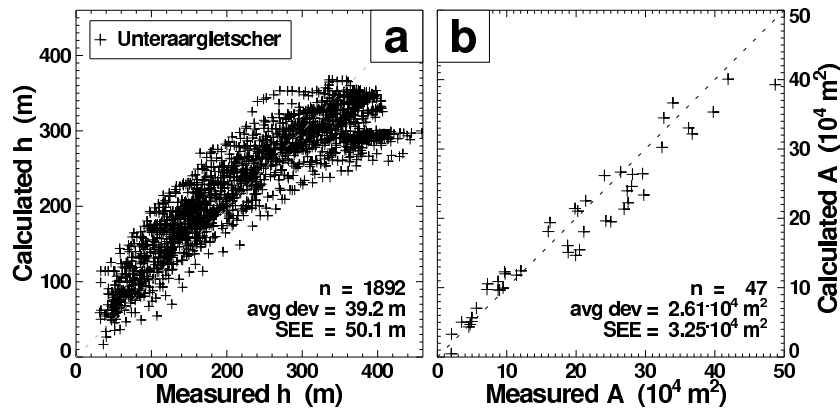 + Unteraargletscher
a
b
Calculated h (m)
400
300
200
100
0
n = 1892
avg dev = 39.2 m
SEE = 50.1 m
0 100 200 300 400
Measured h (m)
n = 47
avg dev = 2.61·10⁴ m²
SEE = 3.25·10⁴ m²
0 10 20 30 40 50
Measured A (10⁴ m²)
50
40
30
20
10
0
Calculated A (10⁴ m²)